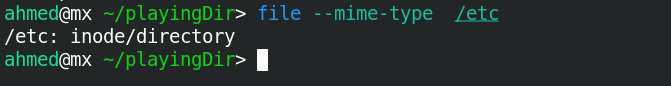 ahmed@mx ~/playingDir> file --mime-type  /etc
/etc: inode/directory
ahmed@mx ~/playingDir>